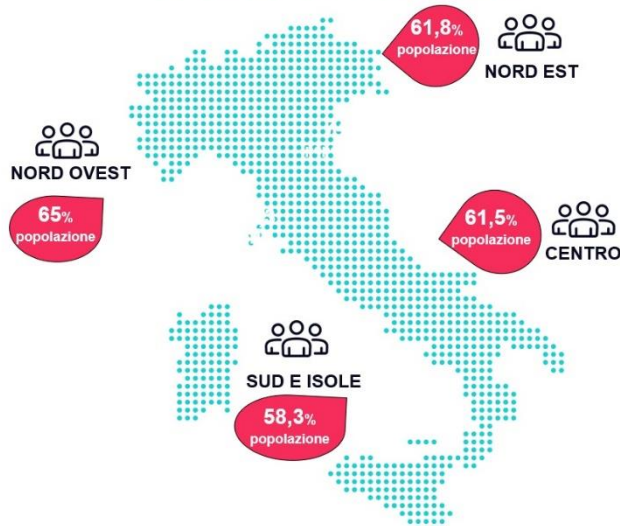 61,8%
popolazione
NORD EST
NORD OVEST
65%
popolazione
61,5%
popolazione
CENTRO
SUD E ISOLE
58,3%
popolazione